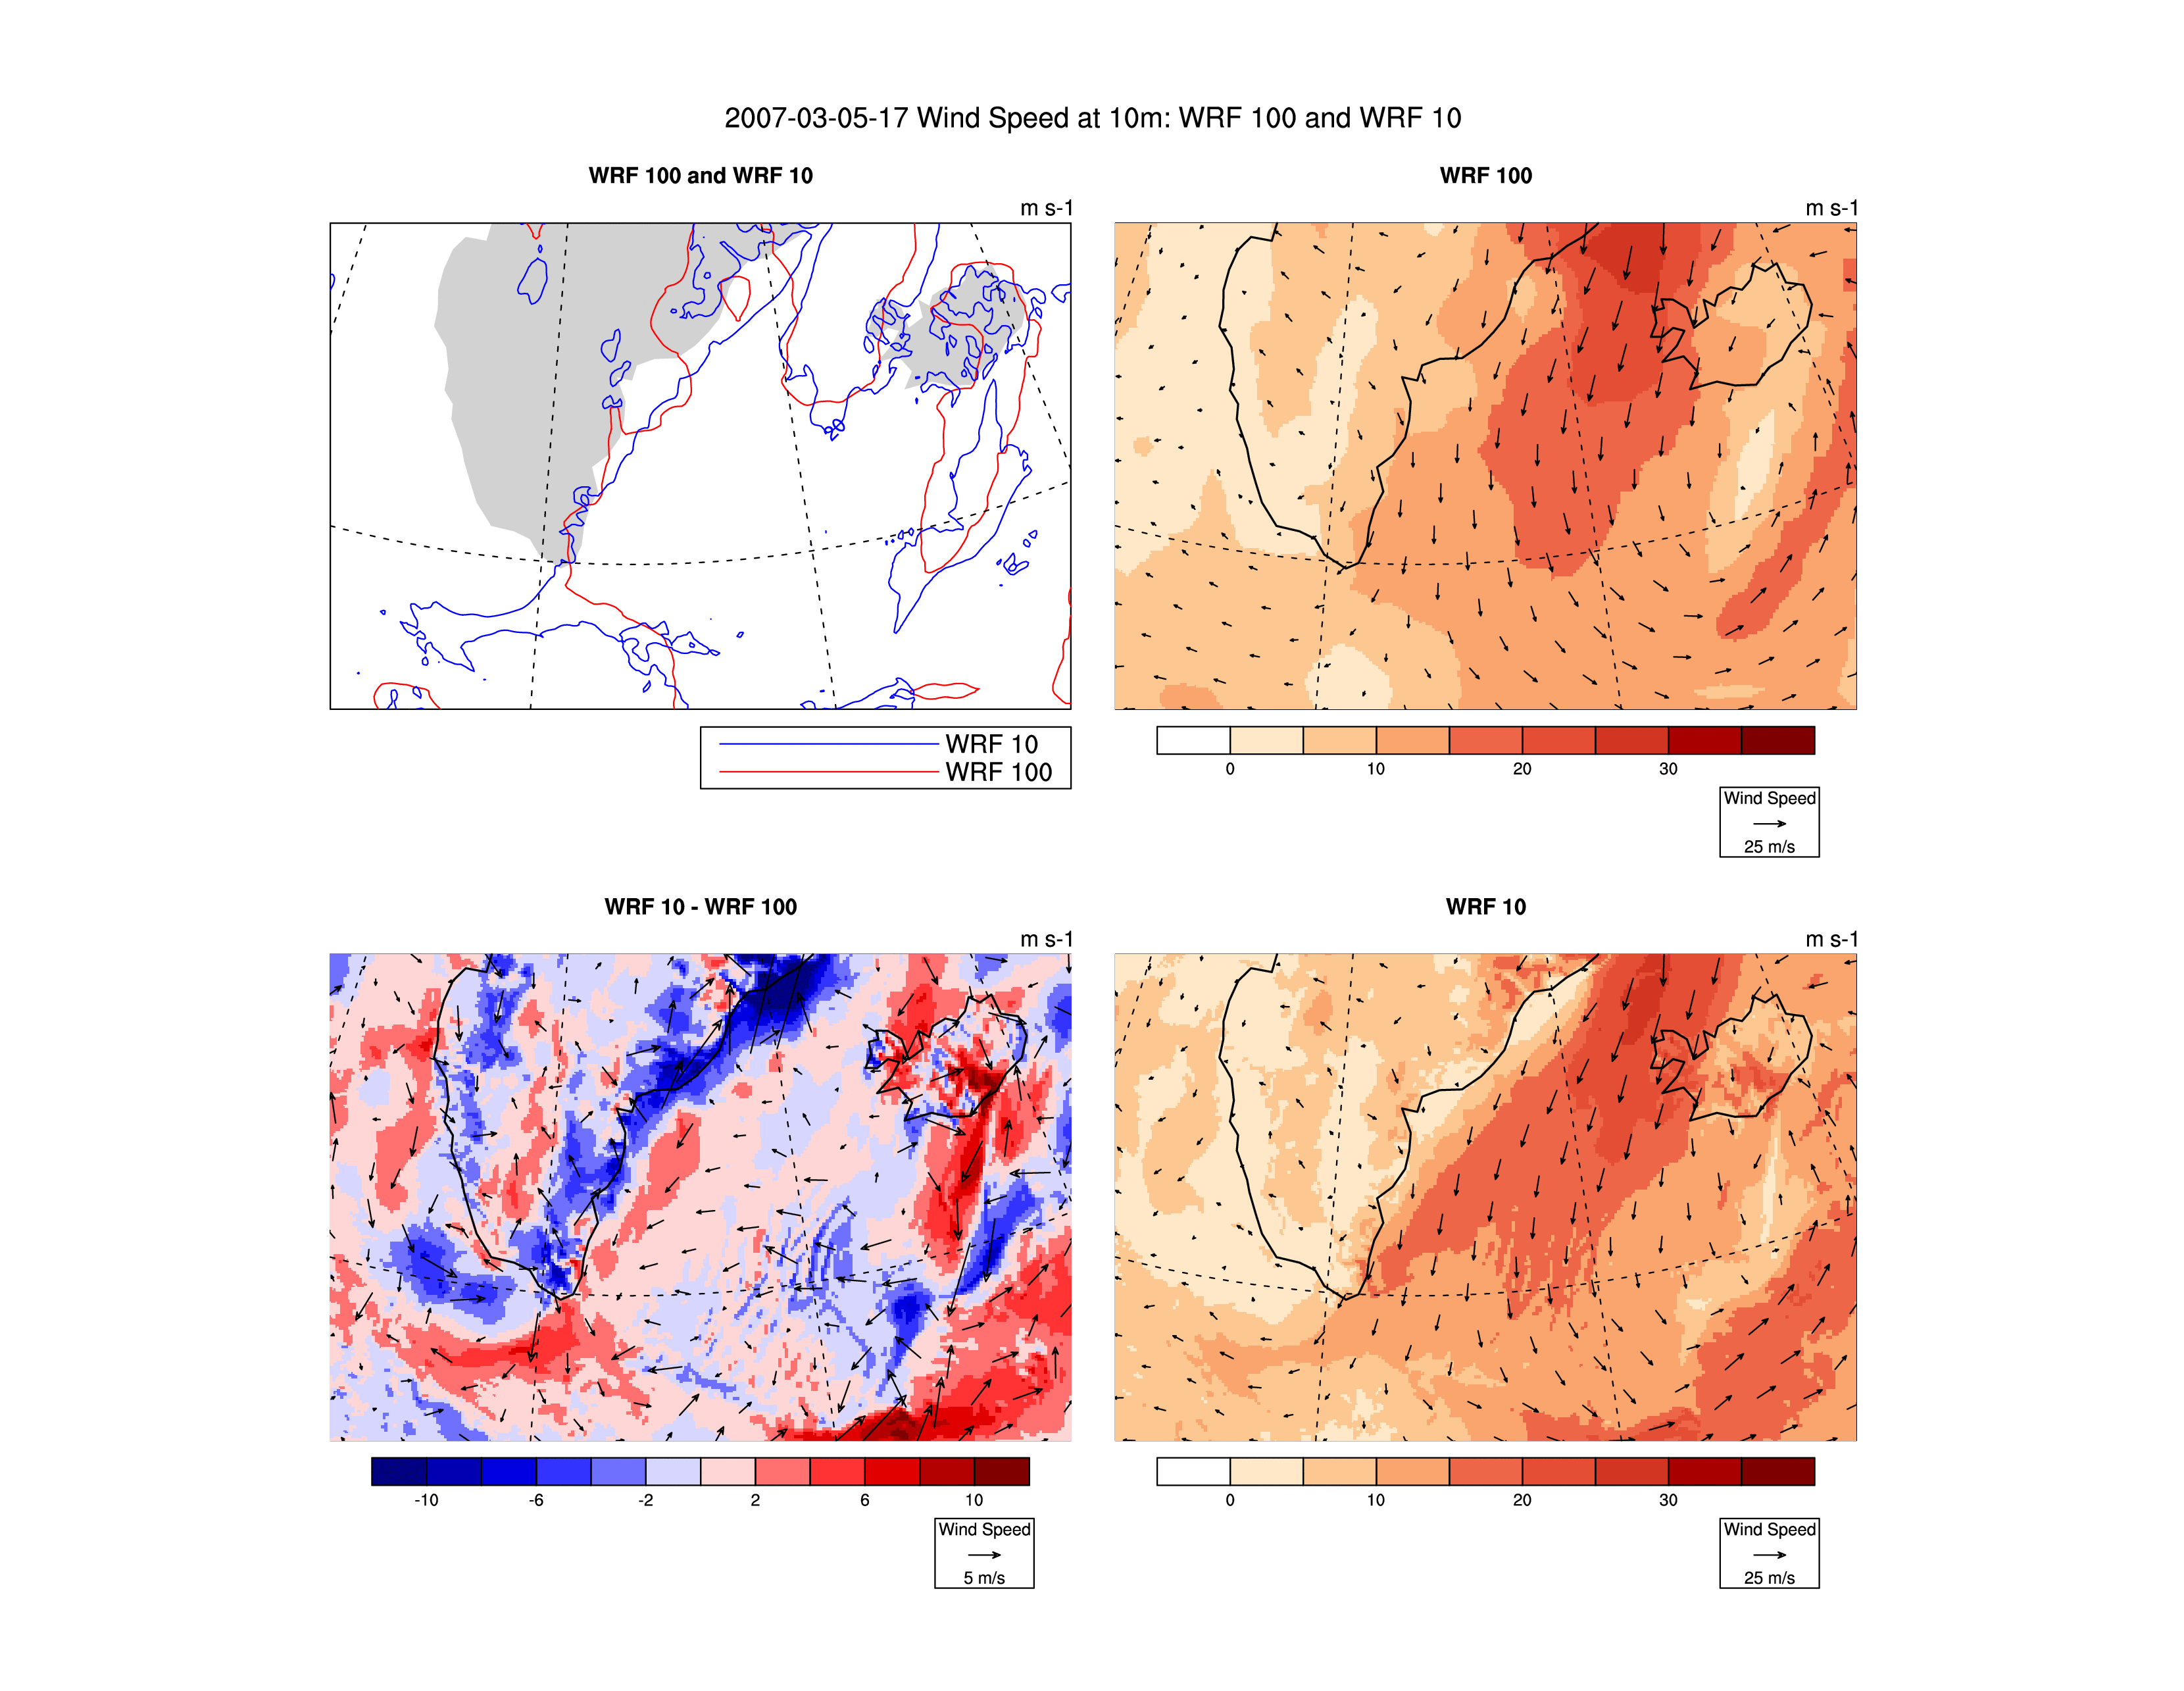 2007-03-05-17 Wind Speed at 10m: WRF 100 and WRF 10
WRF 100 and WRF 10
m s-1
20
WRF 10
WRF 100
WRF 100
m s-1
0 10 20 30
Wind Speed
25 m/s
WRF 10 - WRF 100
m s-1
-10 -6 -2 2 6 10
Wind Speed
5 m/s
WRF 10
m s-1
0 10 20 30
Wind Speed
25 m/s